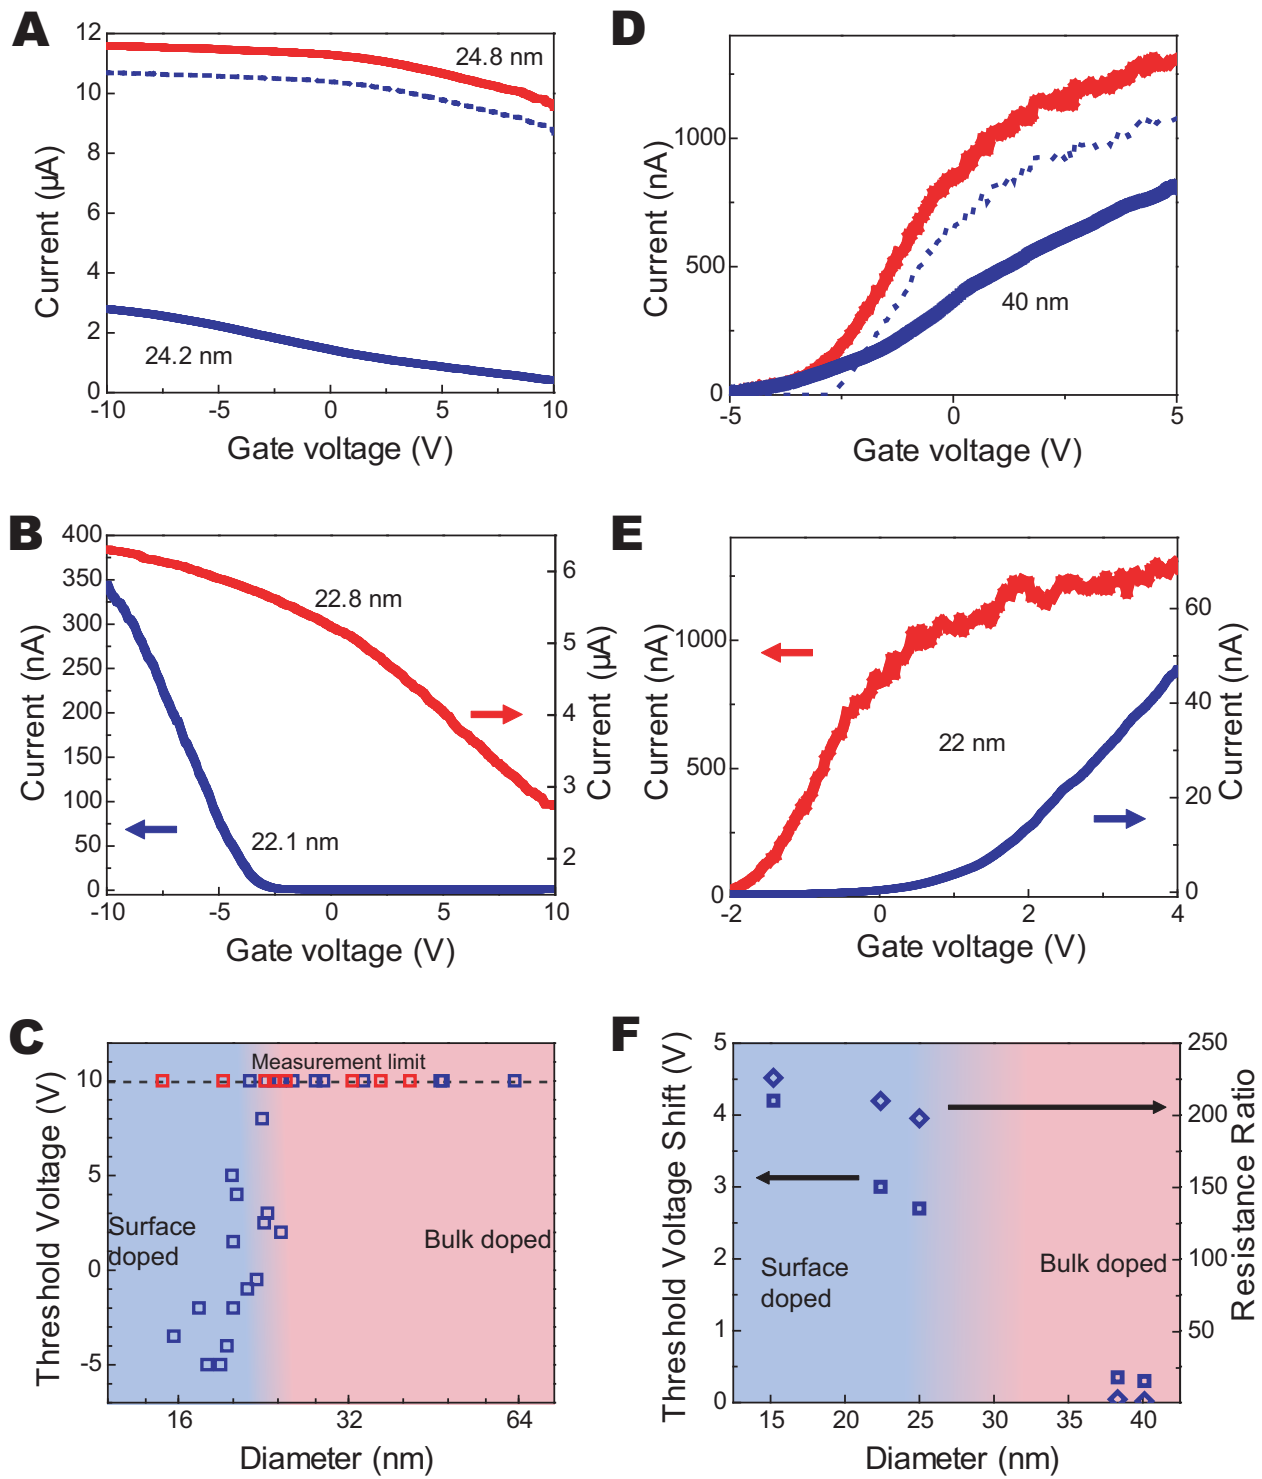 A
12
10
8
6
4
2
0
Current (µA)
24.8 nm
24.2 nm
-10
-5
0
5
10
Gate voltage (V)
D
1000
500
0
Current (nA)
40 nm
-5
0
5
Gate voltage (V)
B
400
350
300
250
200
150
100
50
0
Current (nA)
22.8 nm
22.1 nm
6
5
4
3
2
Current (µA)
-10
-5
0
5
10
Gate voltage (V)
E
1000
500
0
Current (nA)
22 nm
60
40
20
0
Current (nA)
-2
0
2
4
Gate voltage (V)
C
10
5
0
-5
Threshold Voltage (V)
Measurement limit
Surface
doped
Bulk doped
16
32
64
Diameter (nm)
F
5
4
3
2
1
0
Threshold Voltage Shift (V)
Surface
doped
Bulk doped
250
200
150
100
50
Resistance Ratio
15
20
25
30
35
40
Diameter (nm)